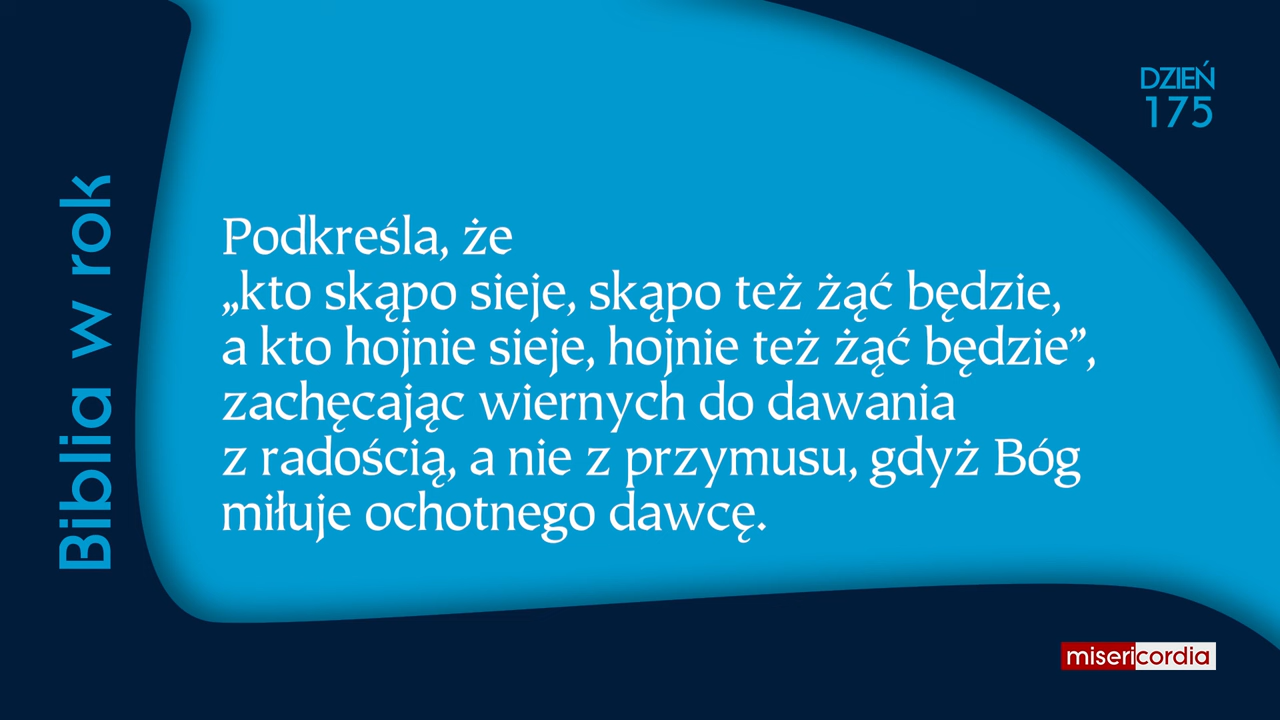 DZIEŃ
175
Biblia w rok
Podkreśla, że
„kto skąpo sieje, skąpo też żąć będzie,
a kto hojnie sieje, hojnie też żąć będzie”,
zachęcając wiernych do dawania
z radością, a nie z przymusu, gdyż Bóg
miłuje ochotnego dawcę.
misericordia